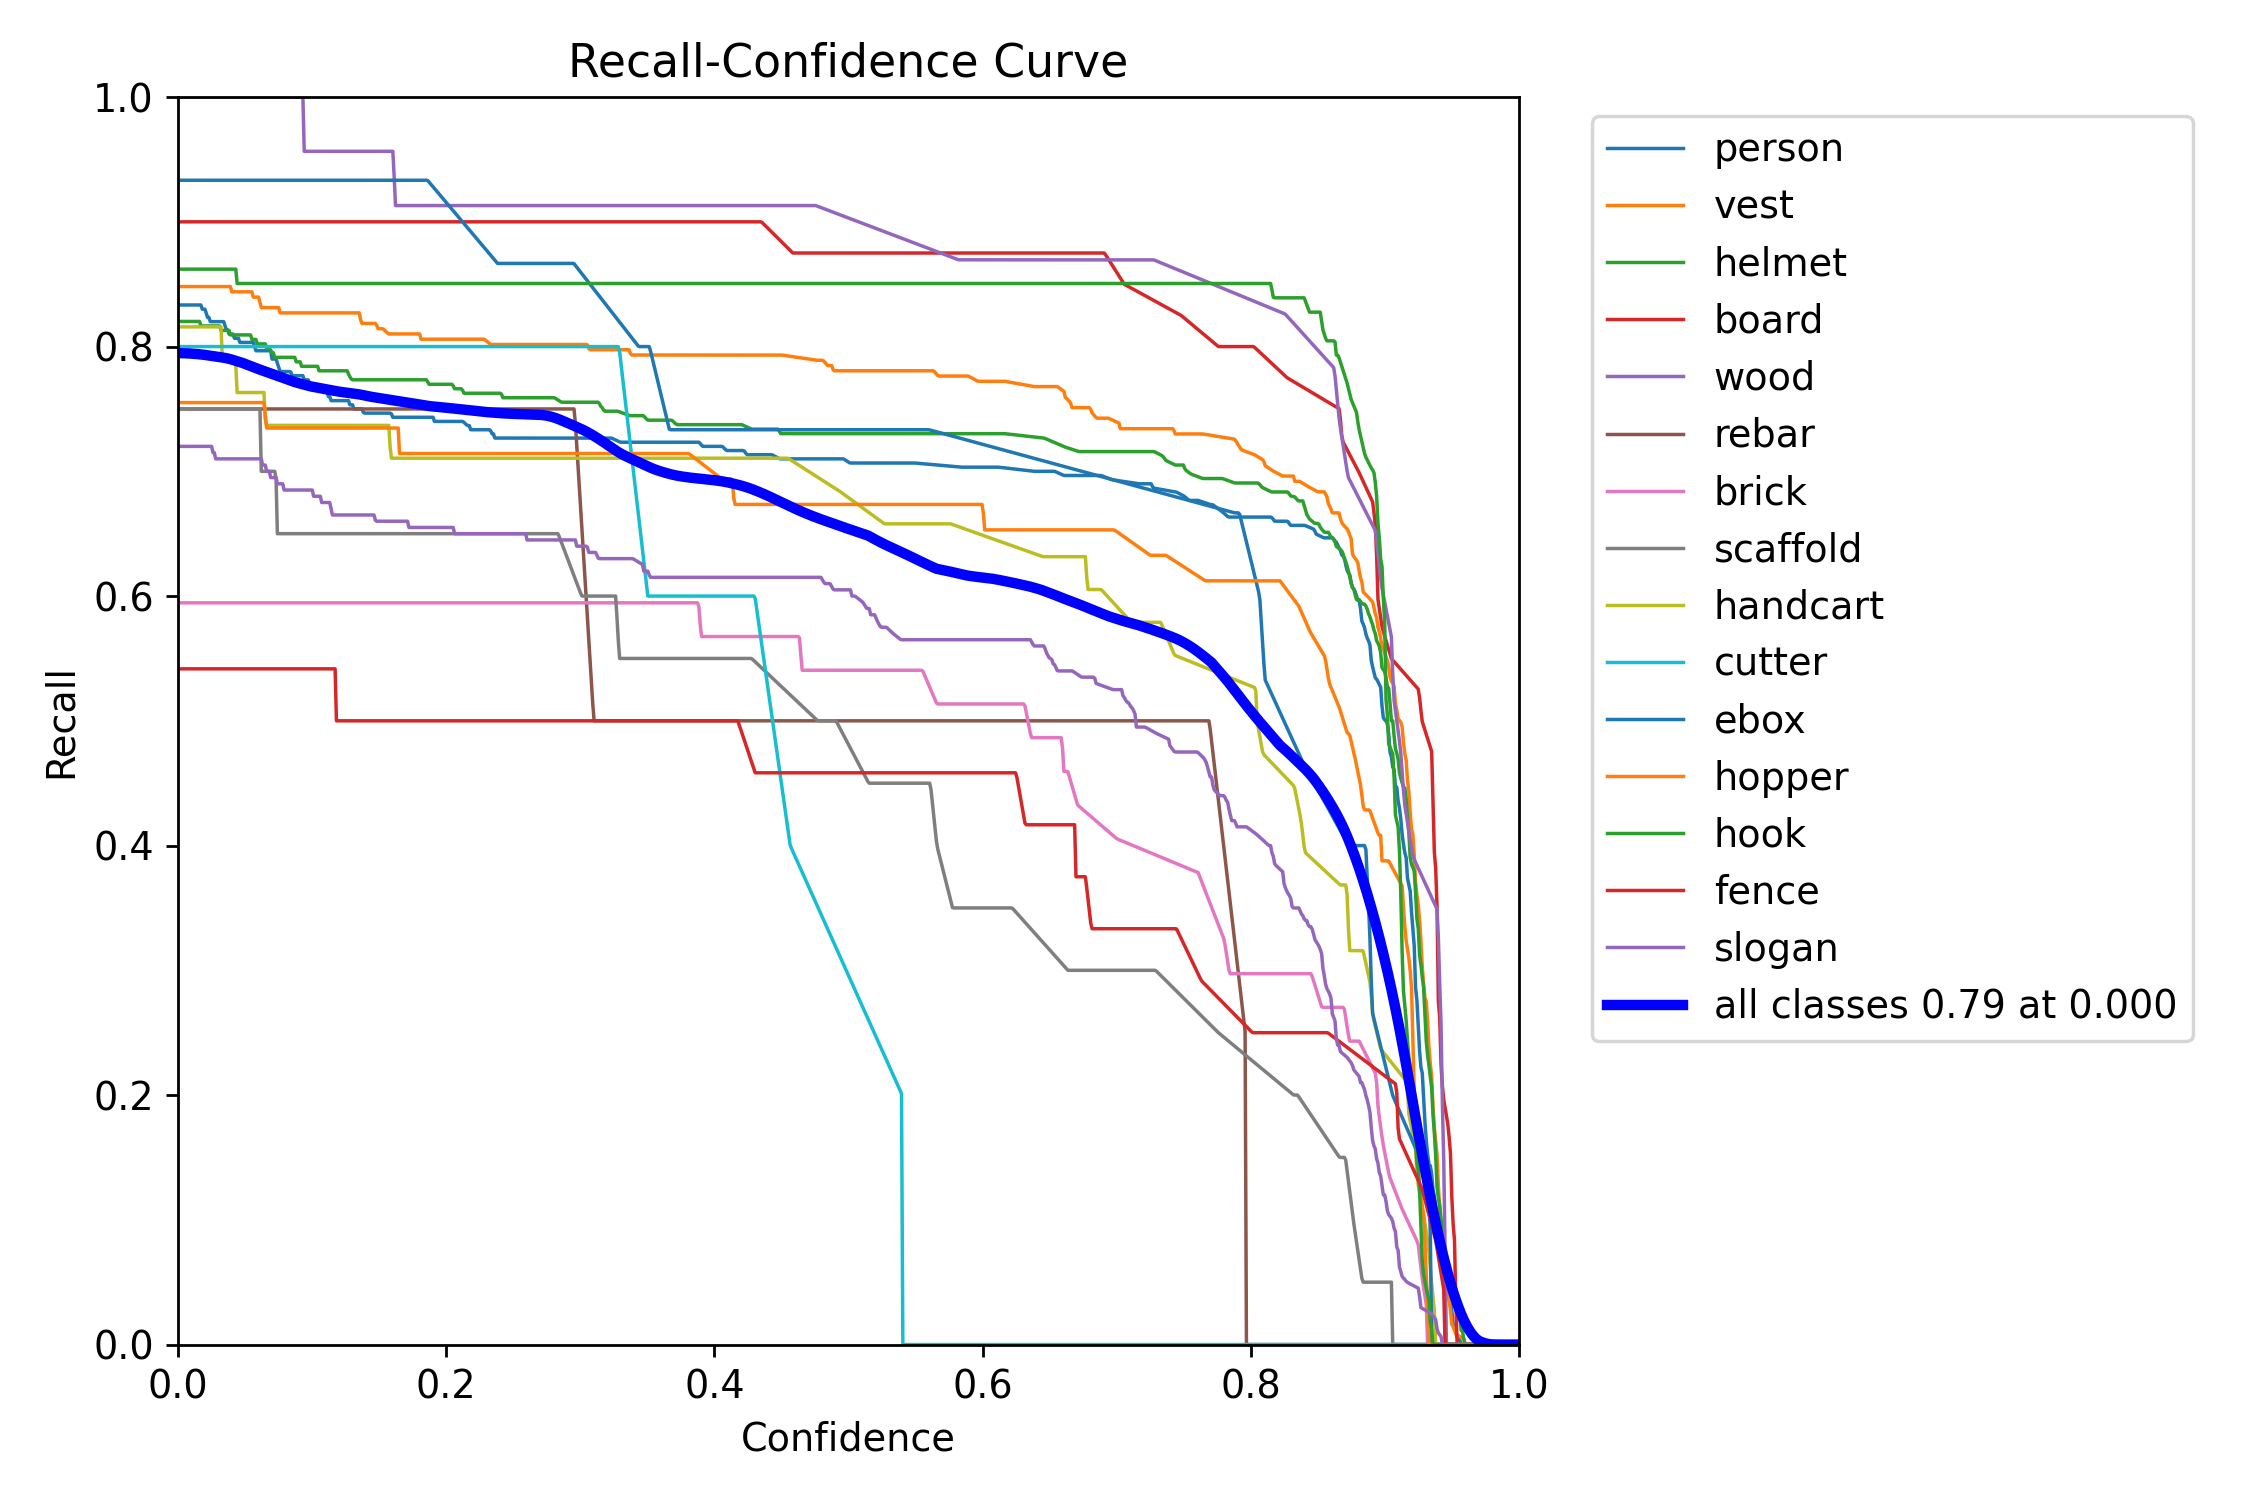 Recall-Confidence Curve
1.0
0.8
0.6
0.4
0.2
0.0
Recall
0.0 0.2 0.4 0.6 0.8 1.0
Confidence
person
vest
helmet
board
wood
rebar
brick
scaffold
handcart
cutter
ebox
hopper
hook
fence
slogan
all classes 0.79 at 0.000